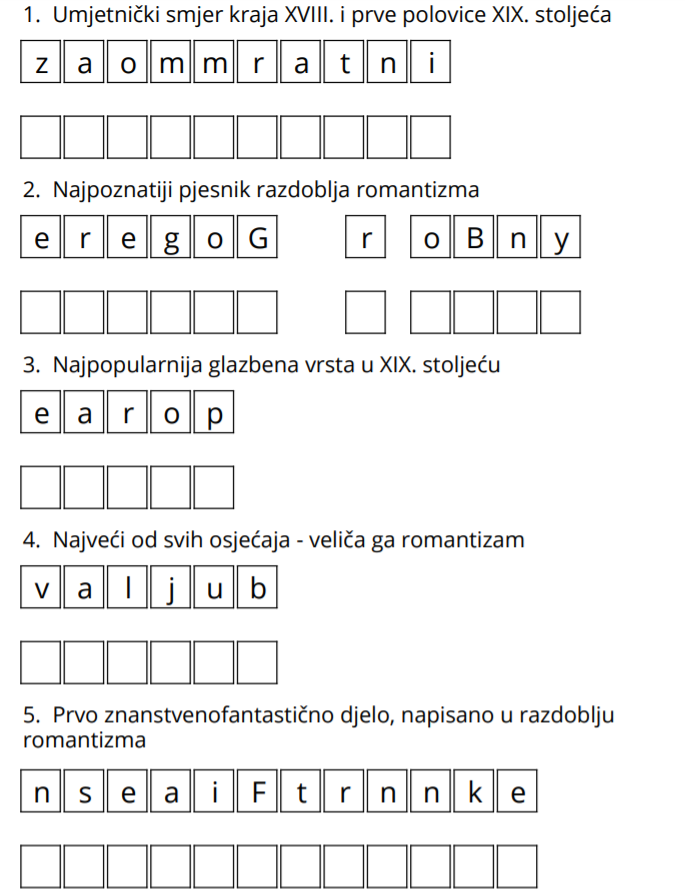 1. Umjetnički smjer kraja XVIII. i prve polovice XIX. stoljeća
z a o m m r a t n i
2. Najpoznatiji pjesnik razdoblja romantizma
e r e g o G r o B n y
3. Najpopularnija glazbena vrsta u XIX. stoljeću
e a r o p
4. Najveći od svih osjećaja - veliča ga romantizam
v a l j u b
5. Prvo znanstvenofantastično djelo, napisano u razdoblju
romantizma
n s e a i F t r n n k e